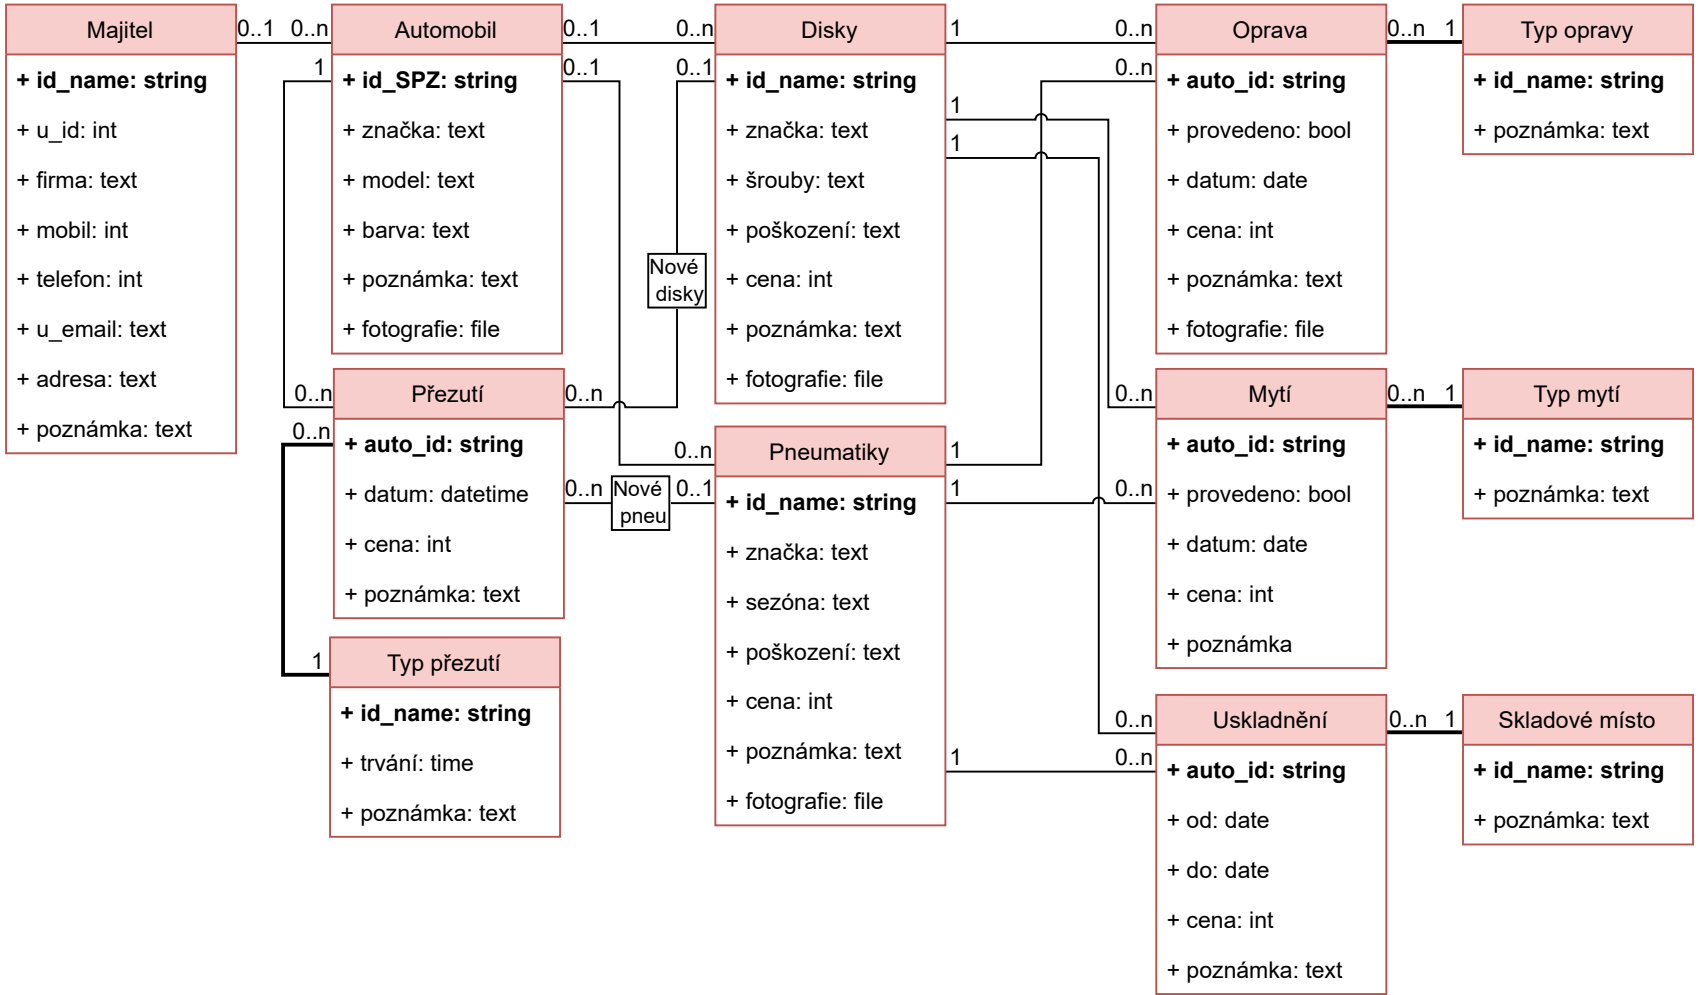 Majitel
+ id_name: string
+ u_id: int
+ firma: text
+ mobil: int
+ telefon: int
+ u_email: text
+ adresa: text
+ poznámka: text
0..1 0..n
Automobil
+ id_SPZ: string
+ značka: text
+ model: text
+ barva: text
+ poznámka: text
+ fotografie: file
1
0..n
0..1 0..n
0..1
0..n
Přezutí
+ auto_id: string
+ datum: datetime
+ cena: int
+ poznámka: text
0..n
1
Typ přezutí
+ id_name: string
+ trvání: time
+ poznámka: text
0..1
Nové
disky
0..n
0..n
Nové
pneu
0..1
Disky
+ id_name: string
+ značka: text
+ šrouby: text
+ poškození: text
+ cena: int
+ poznámka: text
+ fotografie: file
Pneumatiky
+ id_name: string
+ značka: text
+ sezóna: text
+ poškození: text
+ cena: int
+ poznámka: text
+ fotografie: file
1 0..n
0..n
1
1
0..n
1
1 0..n
0..n
1 0..n
Oprava
+ auto_id: string
+ provedeno: bool
+ datum: date
+ cena: int
+ poznámka: text
+ fotografie: file
0..n 1
Typ opravy
+ id_name: string
+ poznámka: text
Mytí
+ auto_id: string
+ provedeno: bool
+ datum: date
+ cena: int
+ poznámka
0..n 1
Typ mytí
+ id_name: string
+ poznámka: text
Uskladnění
+ auto_id: string
+ od: date
+ do: date
+ cena: int
+ poznámka: text
0..n 1
Skladové místo
+ id_name: string
+ poznámka: text